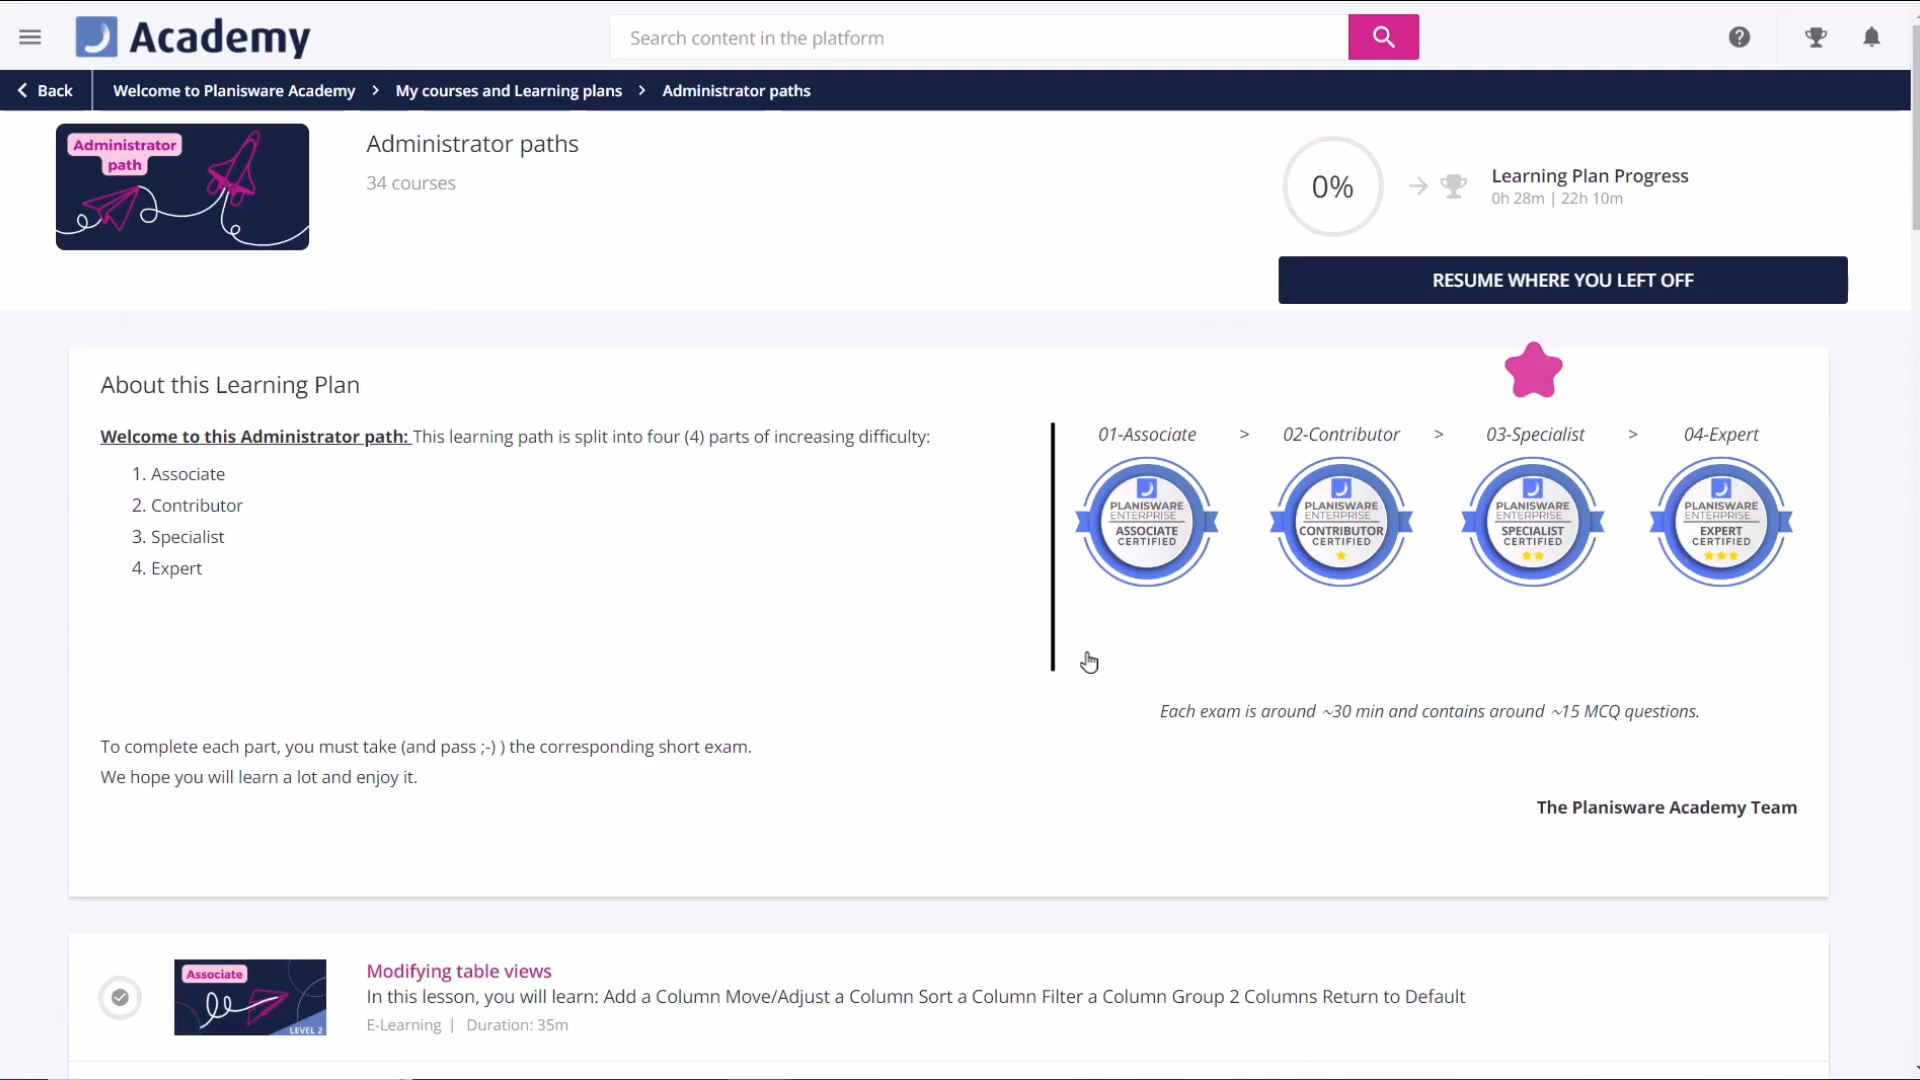 Academy
Search content in the platform
Back
Welcome to Planisware Academy > My courses and Learning plans > Administrator paths
Administrator
path
Administrator paths
34 courses
0%
Learning Plan Progress
0h 28m | 22h 10m
RESUME WHERE YOU LEFT OFF
About this Learning Plan
Welcome to this Administrator path: This learning path is split into four (4) parts of increasing difficulty:
1. Associate
2. Contributor
3. Specialist
4. Expert
01-Associate > 02-Contributor > 03-Specialist > 04-Expert
PLANISWARE
ENTERPRISE
ASSOCIATE
CERTIFIED
PLANISWARE
ENTERPRISE
CONTRIBUTOR
CERTIFIED
PLANISWARE
ENTERPRISE
SPECIALIST
CERTIFIED
PLANISWARE
ENTERPRISE
EXPERT
CERTIFIED
Each exam is around ~30 min and contains around ~15 MCQ questions.
To complete each part, you must take (and pass ;-) ) the corresponding short exam.
We hope you will learn a lot and enjoy it.
The Planisware Academy Team
Associate
LEVEL 2
Modifying table views
In this lesson, you will learn: Add a Column Move/Adjust a Column Sort a Column Filter a Column Group 2 Columns Return to Default
E-Learning | Duration: 35m